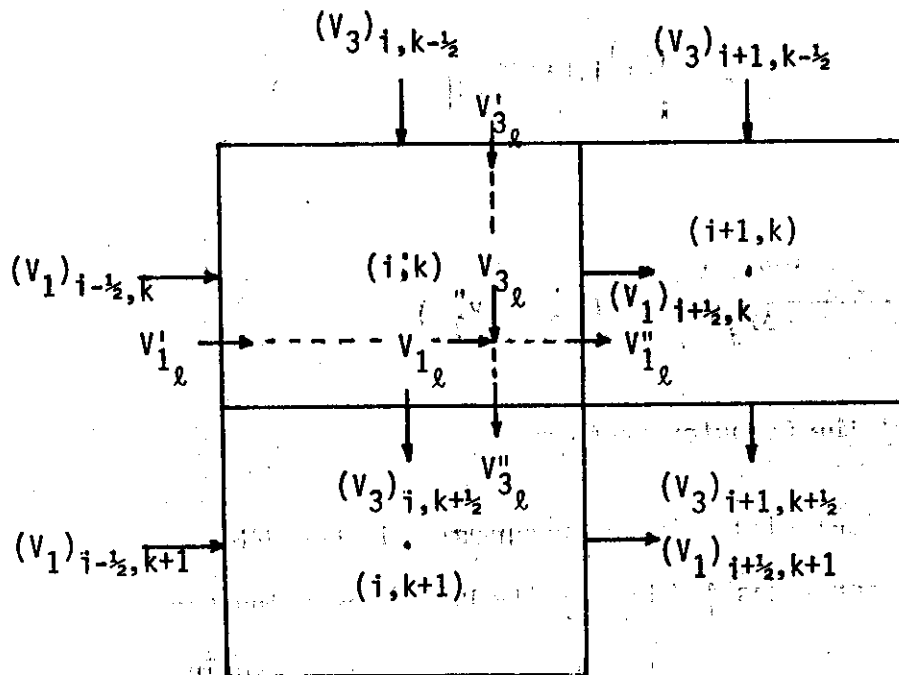 (V₃)i,k-½ (V₃)i+1,k-½
V'₃ℓ
(i+1,k)
(V₁)i-½,k (i,k) V₃ℓ
(V₁)i+½,k
V'₁ℓ V₁ℓ V"₁ℓ
(V₃)i,k+½ V"₃ℓ (V₃)i+1,k+½
(V₁)i-½,k+1 (V₁)i+½,k+1
(i,k+1)